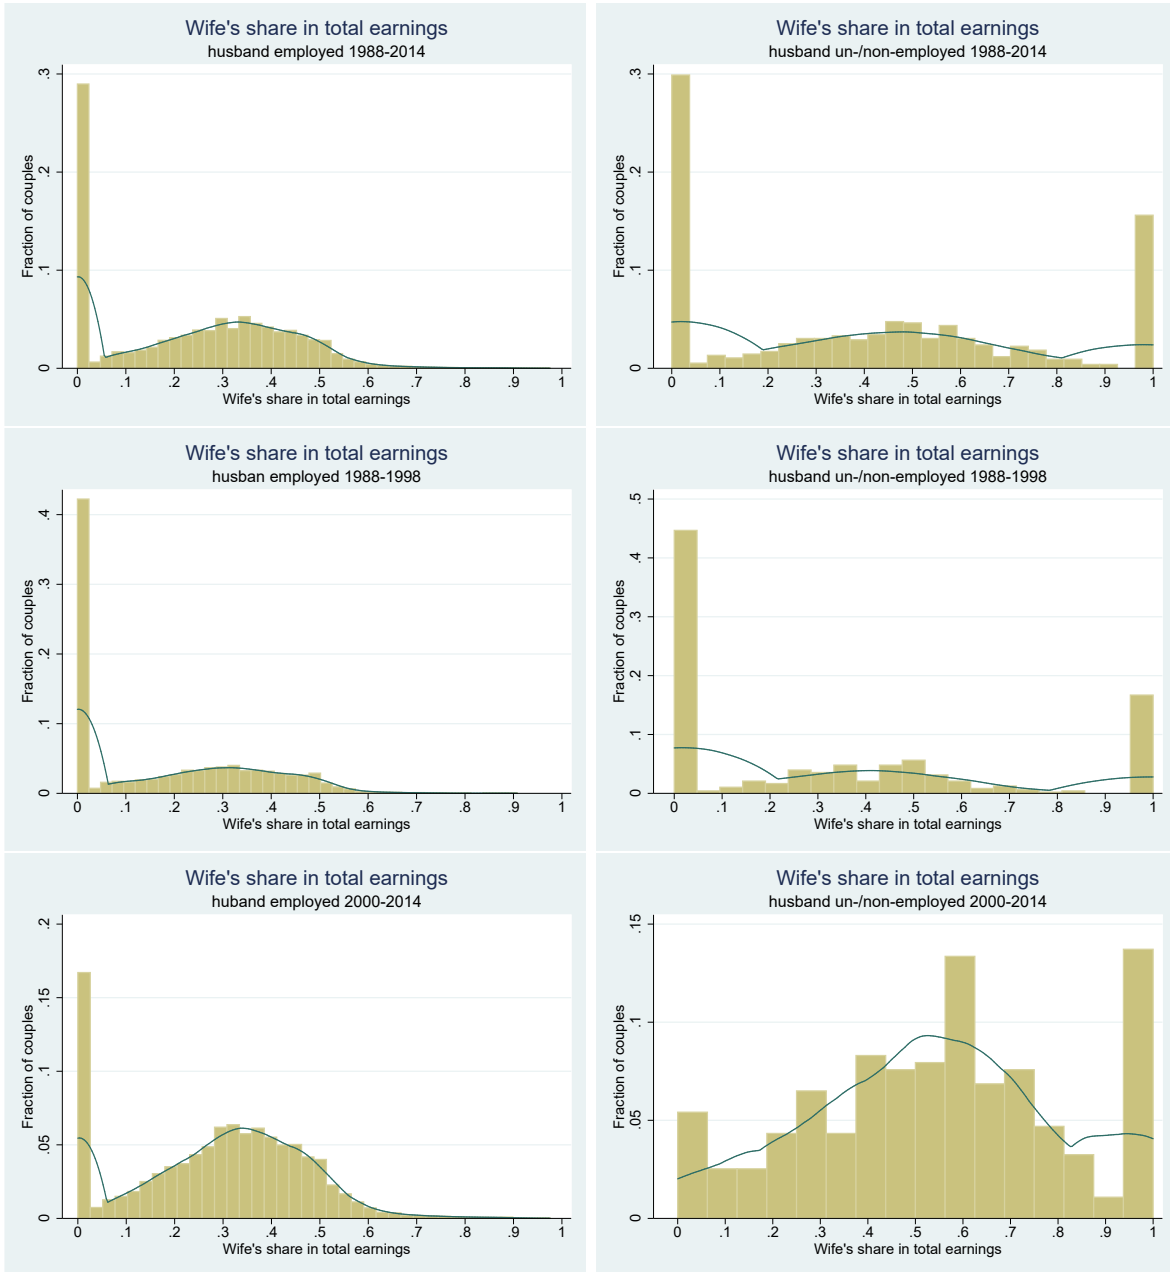 Wife's share in total earnings
husband employed 1988-2014
Fraction of couples
.3
.2
.1
0
0 .1 .2 .3 .4 .5 .6 .7 .8 .9 1
Wife's share in total earnings
Wife's share in total earnings
husband un-/non-employed 1988-2014
Fraction of couples
.3
.2
.1
0
0 .1 .2 .3 .4 .5 .6 .7 .8 .9 1
Wife's share in total earnings
Wife's share in total earnings
husban employed 1988-1998
Fraction of couples
.4
.3
.2
.1
0
0 .1 .2 .3 .4 .5 .6 .7 .8 .9 1
Wife's share in total earnings
Wife's share in total earnings
husband un-/non-employed 1988-1998
Fraction of couples
.5
.4
.3
.2
.1
0
0 .1 .2 .3 .4 .5 .6 .7 .8 .9 1
Wife's share in total earnings
Wife's share in total earnings
huband employed 2000-2014
Fraction of couples
.2
.15
.1
.05
0
0 .1 .2 .3 .4 .5 .6 .7 .8 .9 1
Wife's share in total earnings
Wife's share in total earnings
husband un-/non-employed 2000-2014
Fraction of couples
.15
.1
.05
0
0 .1 .2 .3 .4 .5 .6 .7 .8 .9 1
Wife's share in total earnings